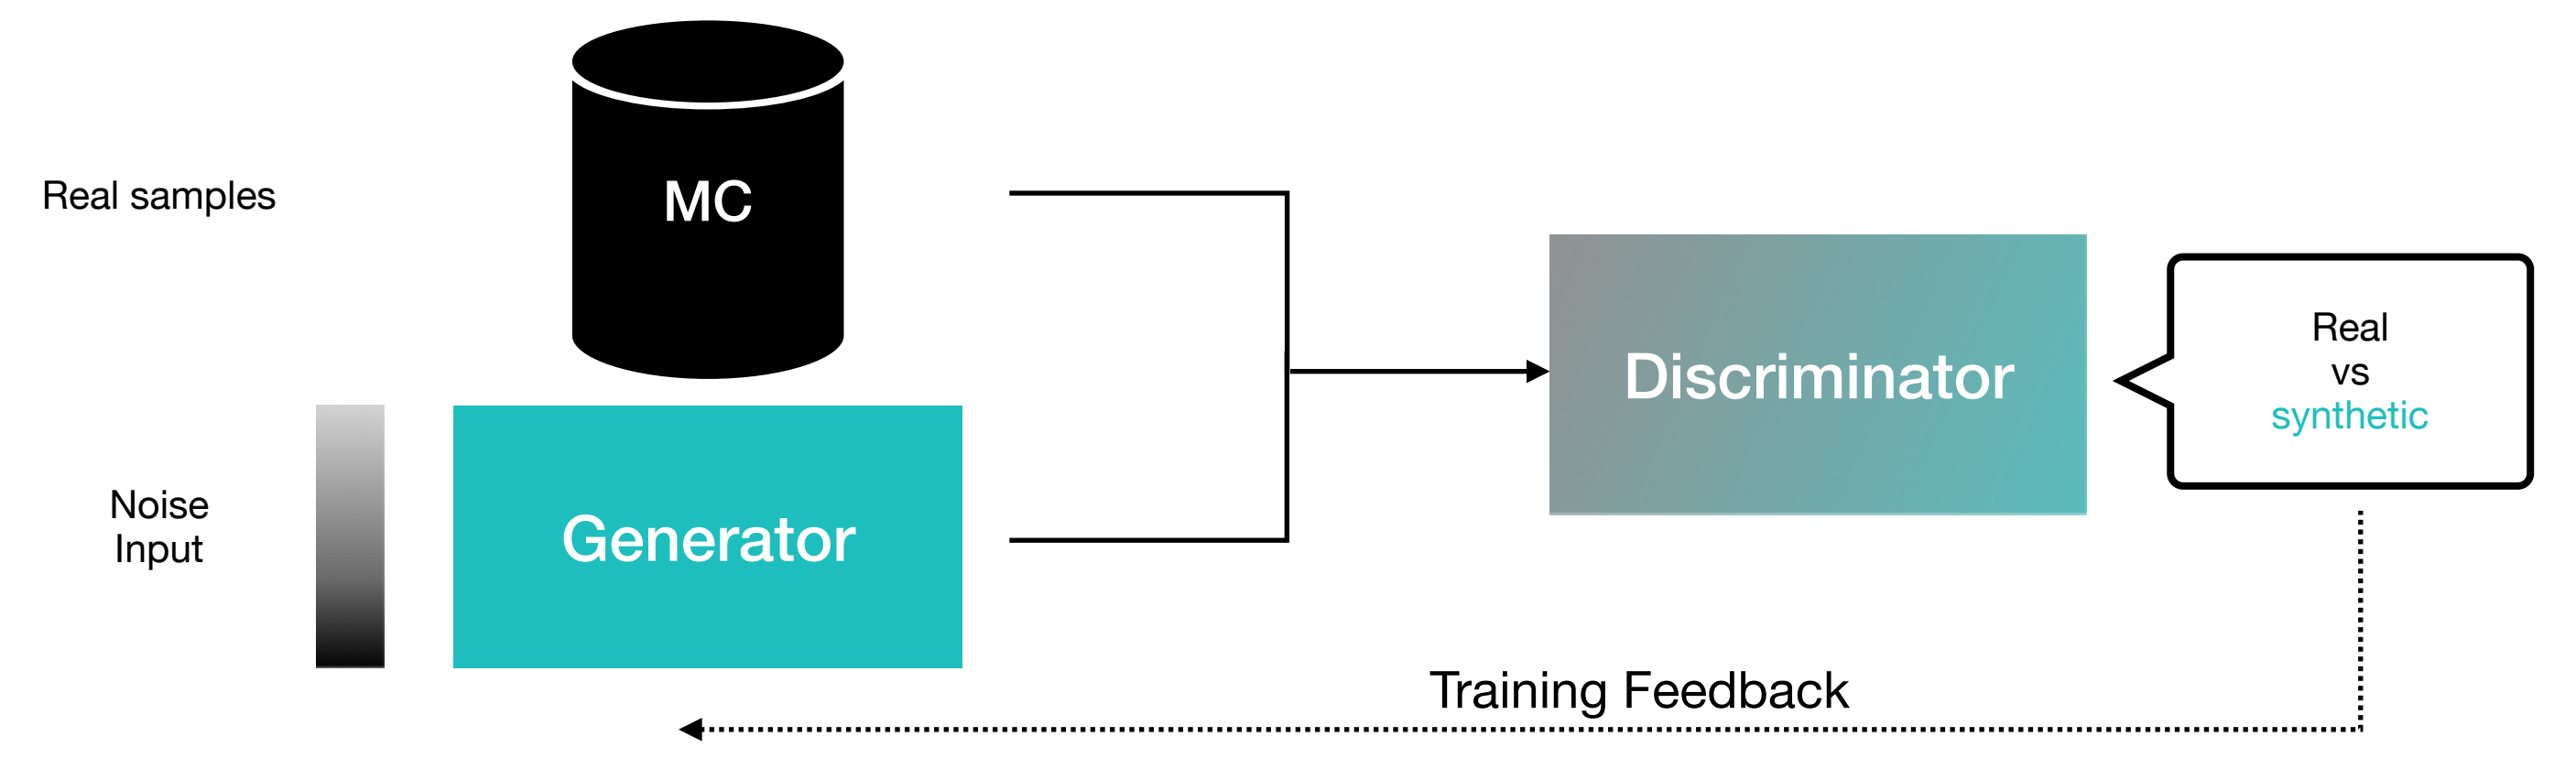 Real samples
MC
Noise
Input
Generator
Discriminator
Real
vs
synthetic
Training Feedback